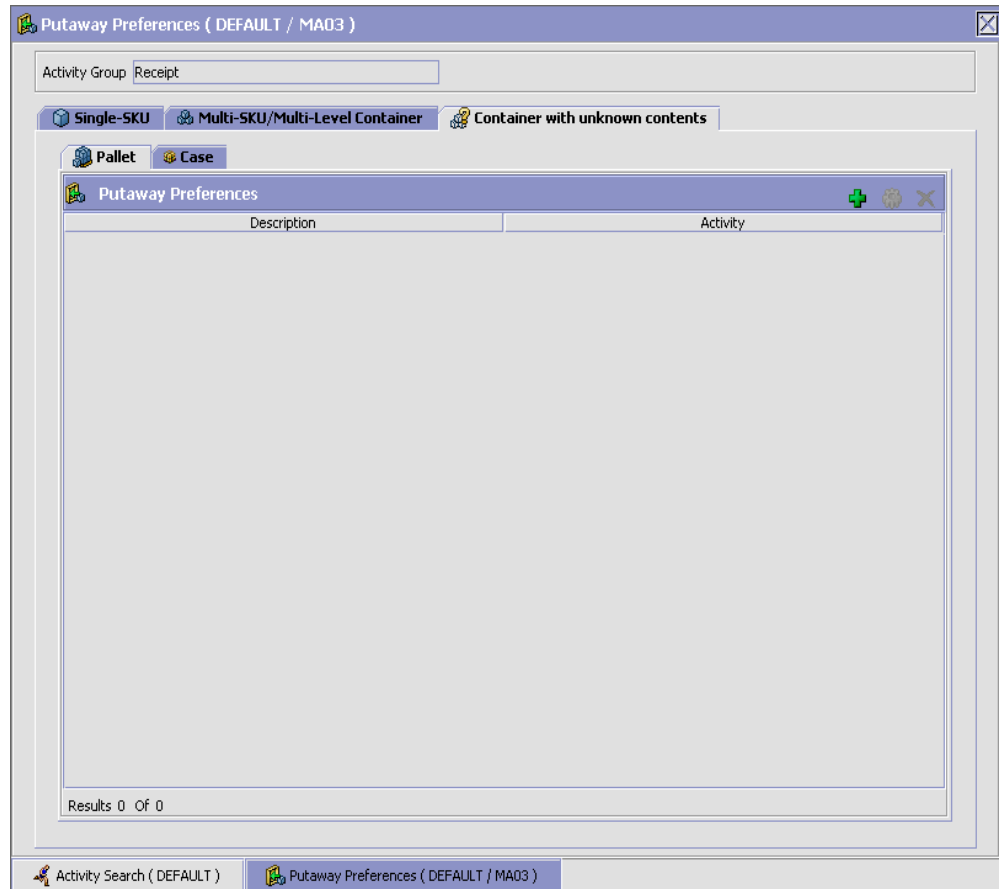 Putaway Preferences ( DEFAULT / MA03 )
Activity Group Receipt
Single-SKU Multi-SKU/Multi-Level Container Container with unknown contents
Pallet Case
Putaway Preferences
Description Activity
Results 0 Of 0
Activity Search ( DEFAULT ) Putaway Preferences ( DEFAULT / MA03 )